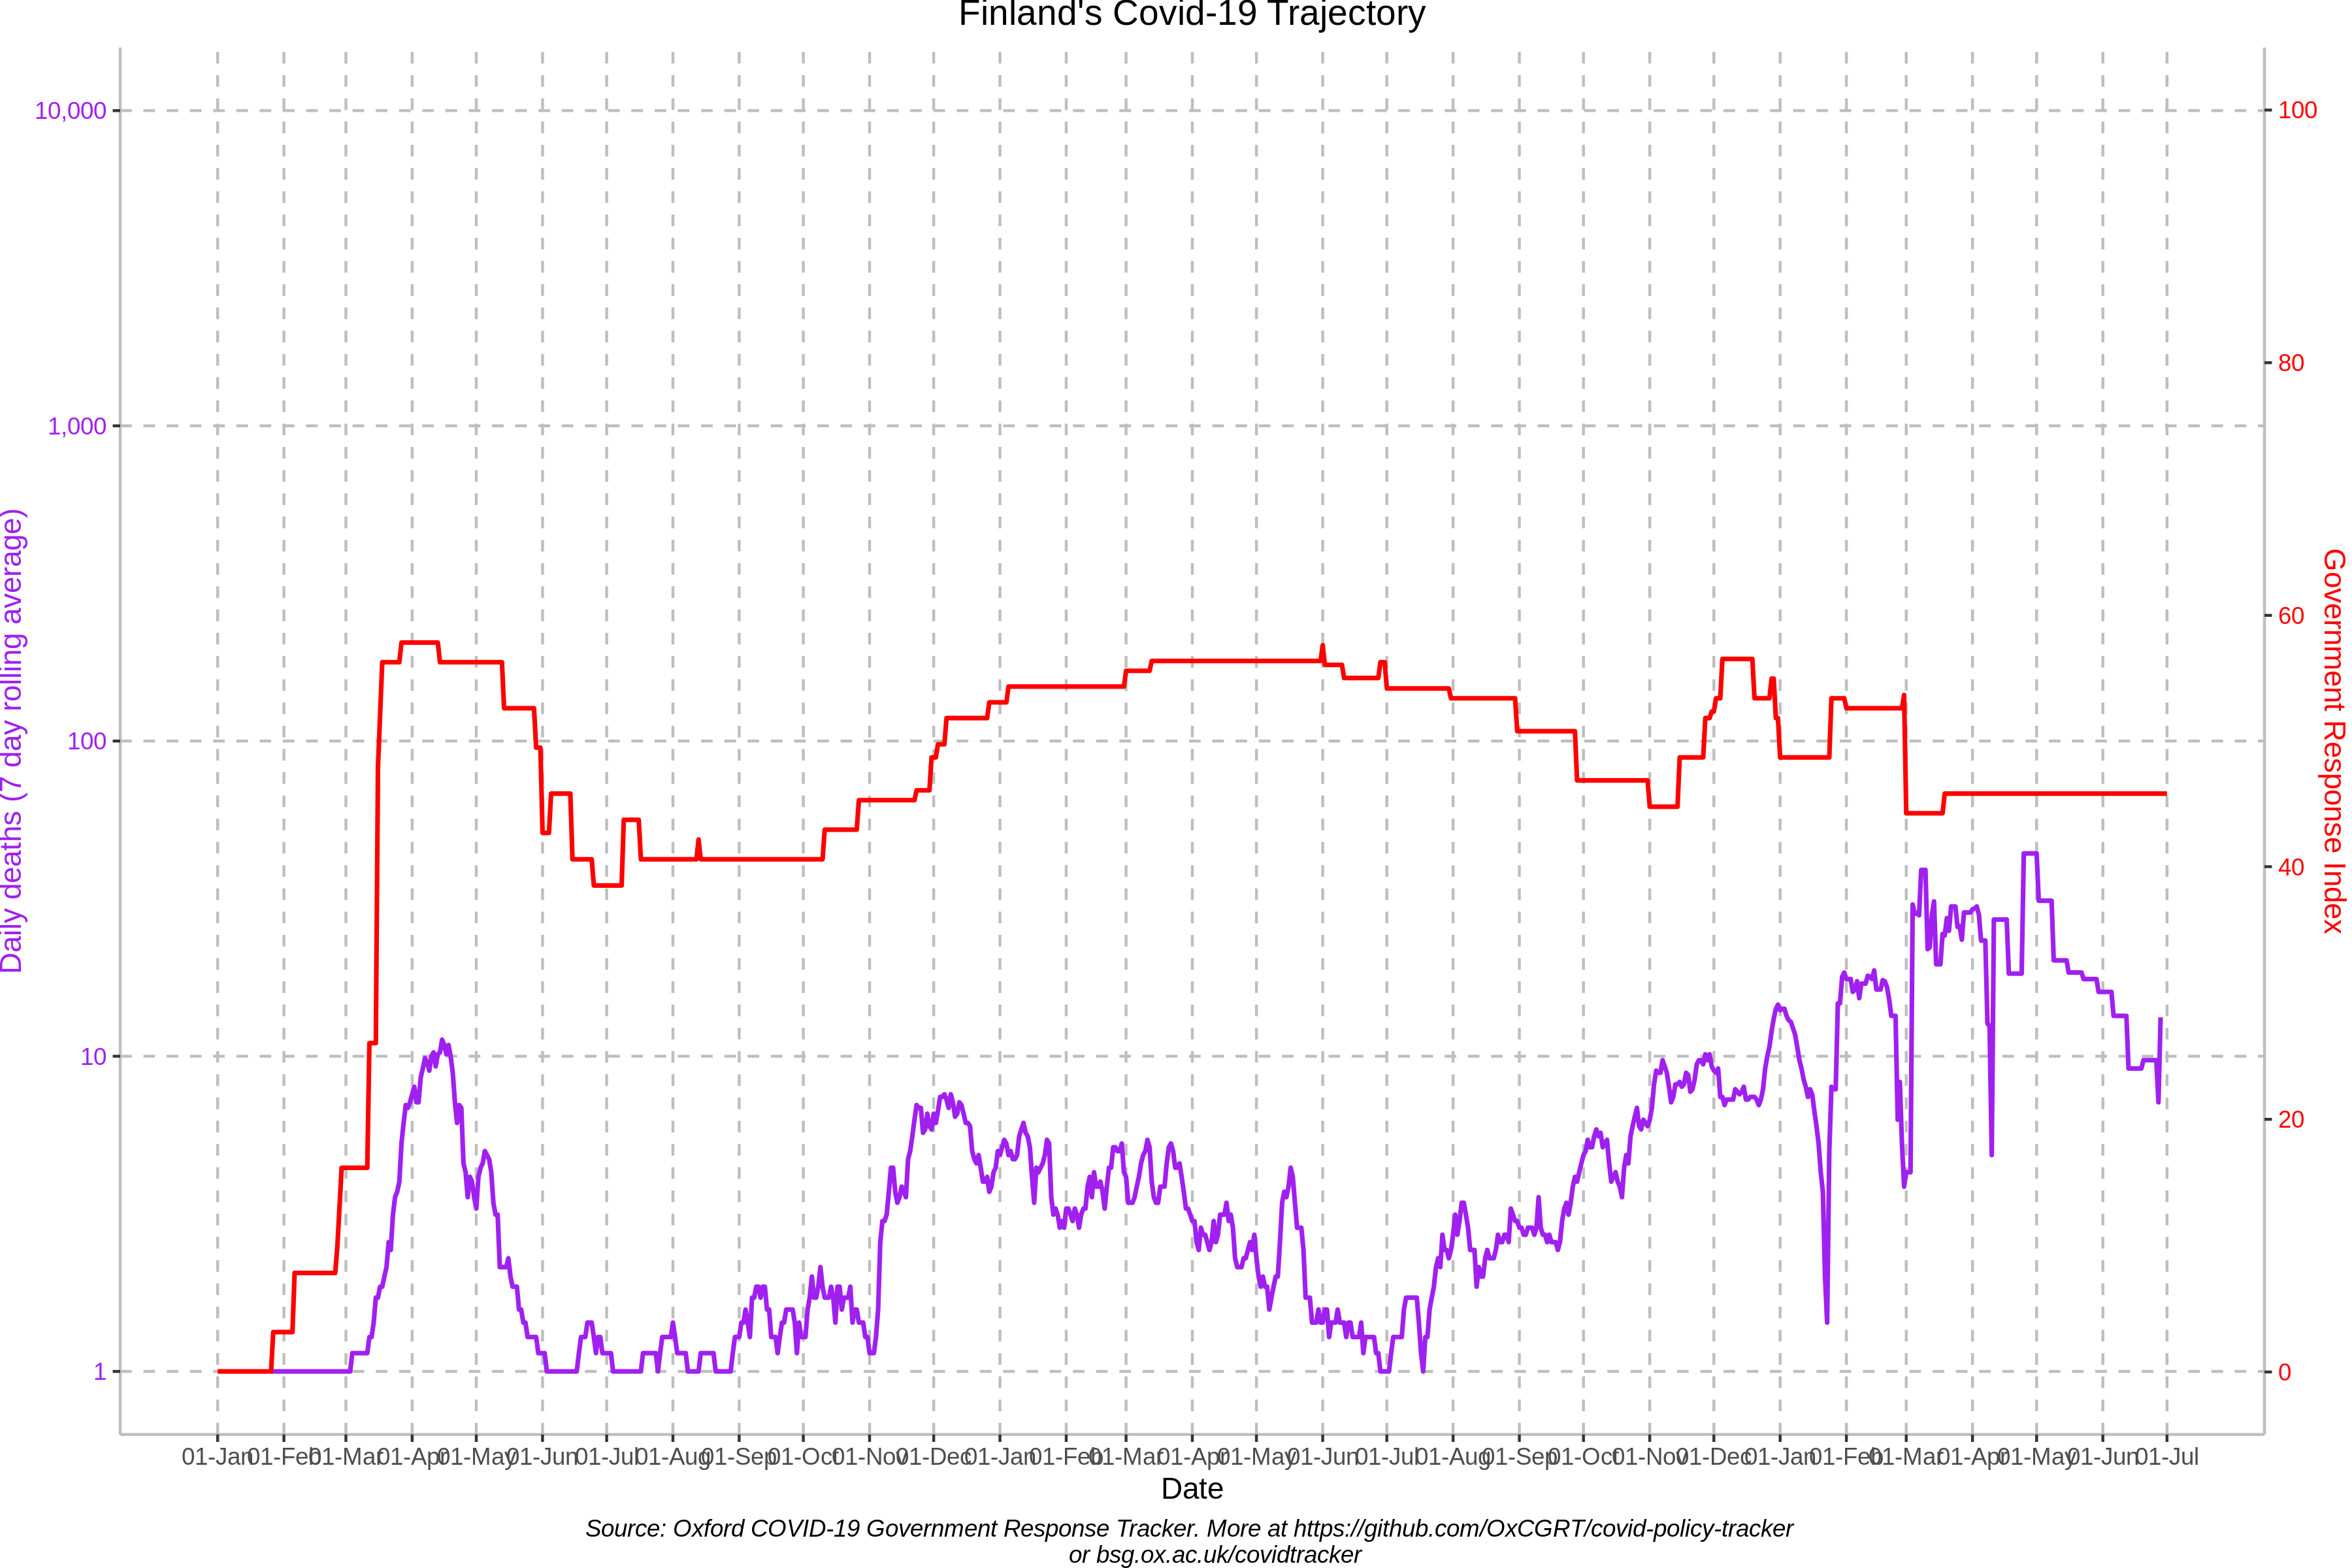 Finland's Covid-19 Trajectory
10,000
1,000
100
10
1
Daily deaths (7 day rolling average)
100
80
60
40
20
0
Government Response Index
01-Jan 01-Feb 01-Mar 01-Apr 01-May 01-Jun 01-Jul 01-Aug 01-Sep 01-Oct 01-Nov 01-Dec 01-Jan 01-Feb 01-Mar 01-Apr 01-May 01-Jun 01-Jul 01-Aug 01-Sep 01-Oct 01-Nov 01-Dec 01-Jan 01-Feb 01-Mar 01-Apr 01-May 01-Jun 01-Jul
Date
Source: Oxford COVID-19 Government Response Tracker. More at https://github.com/OxCGRT/covid-policy-tracker
or bsg.ox.ac.uk/covidtracker